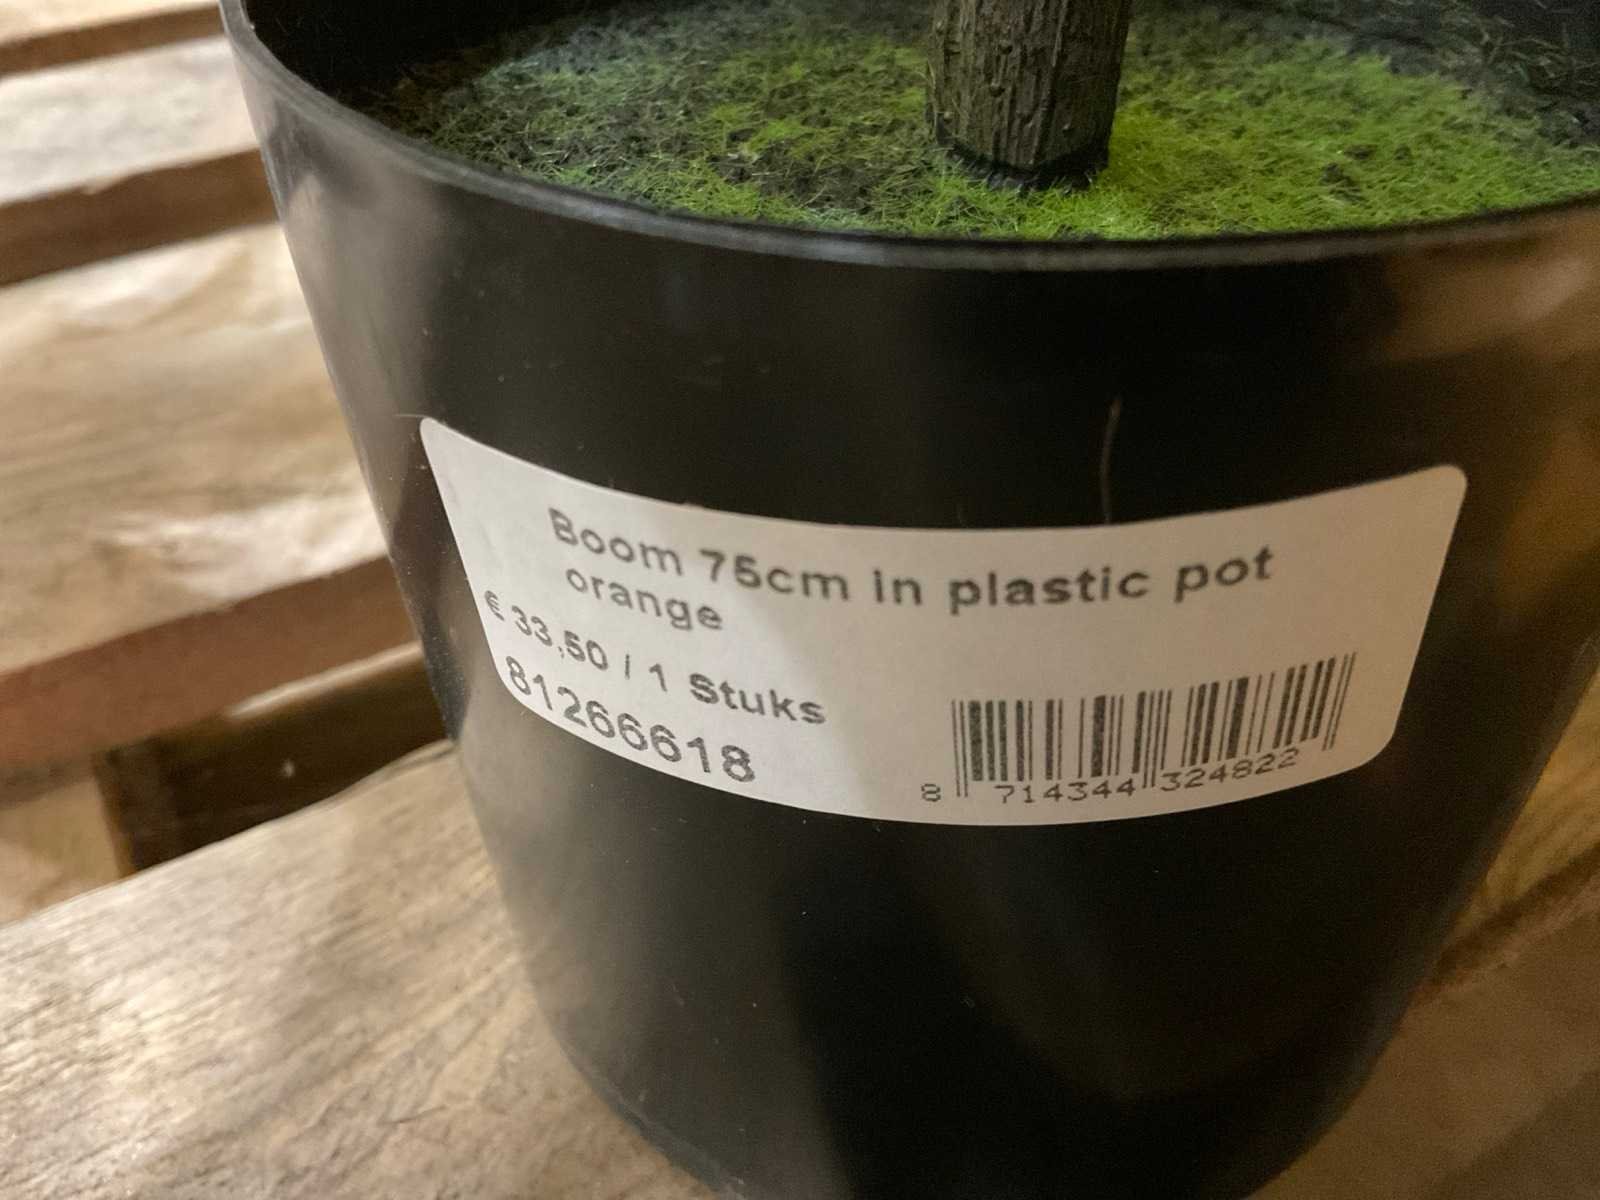 Boom 75cm in plastic pot
orange
€ 33,50 / 1 Stuks
81266618
8 714344 324822